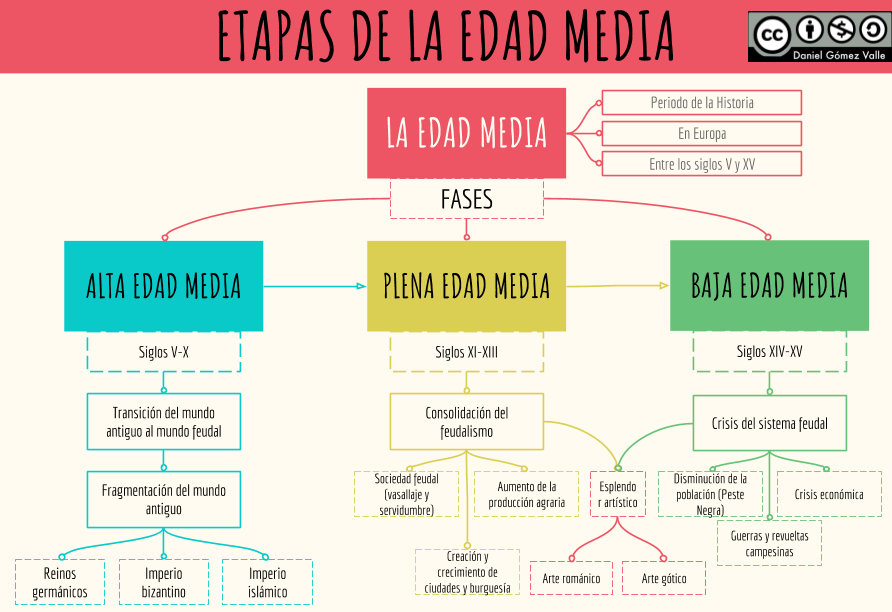 ETAPAS DE LA EDAD MEDIA
cc
Daniel Gómez Valle
LA EDAD MEDIA
Periodo de la Historia
En Europa
Entre los siglos V y XV
FASES
ALTA EDAD MEDIA
PLENA EDAD MEDIA
BAJA EDAD MEDIA
Siglos V-X
Siglos XI-XIII
Siglos XIV-XV
Transición del mundo
antiguo al mundo feudal
Consolidación del
feudalismo
Crisis del sistema feudal
Fragmentación del mundo
antiguo
Sociedad feudal
(vasallaje y
servidumbre)
Aumento de la
producción agraria
Esplendo
r artístico
Disminución de la
población (Peste
Negra)
Crisis económica
Guerras y revueltas
campesinas
Creación y
crecimiento de
ciudades y burguesía
Reinos
germánicos
Imperio
bizantino
Imperio
islámico
Arte románico
Arte gótico